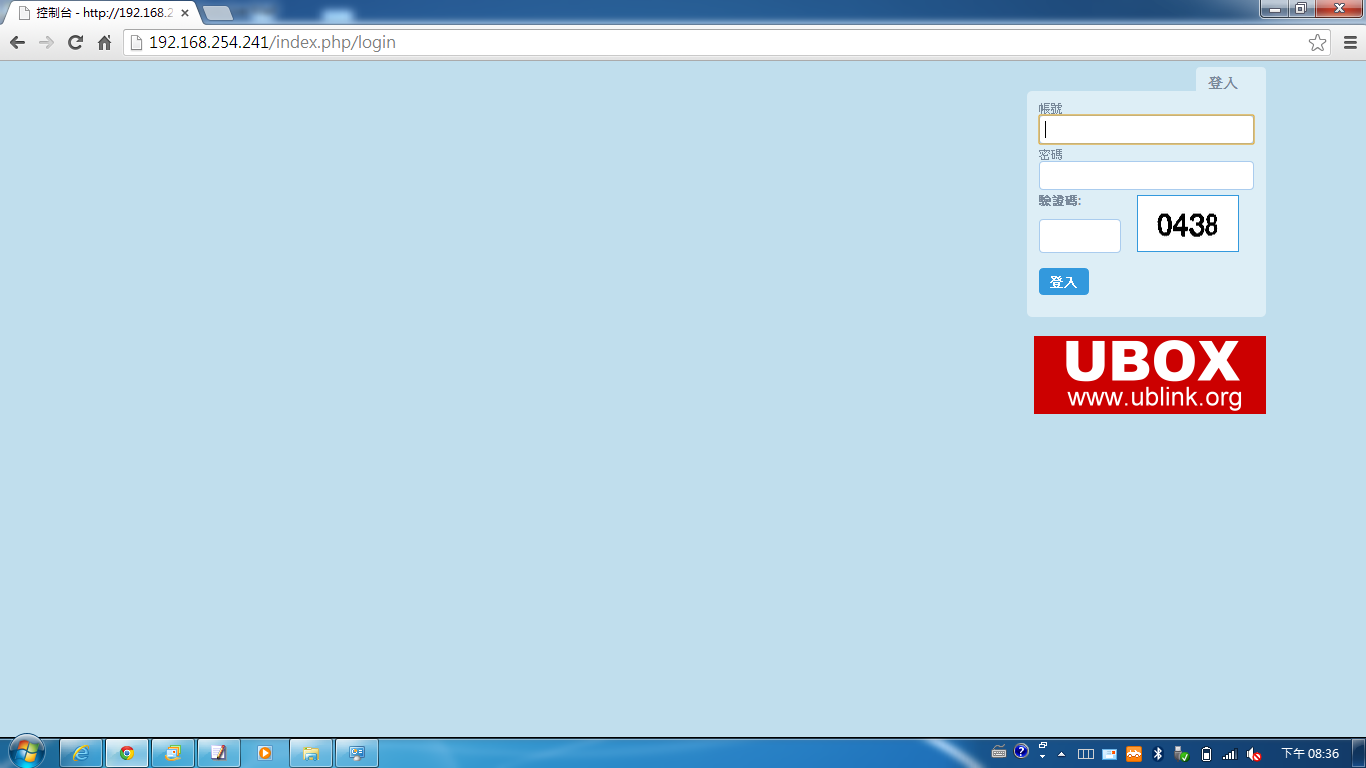 控制台 - http://192.168.2
192.168.254.241/index.php/login
登入
帳號
密碼
驗證碼:
0438
登入
UBOX
www.ublink.org
下午 08:36